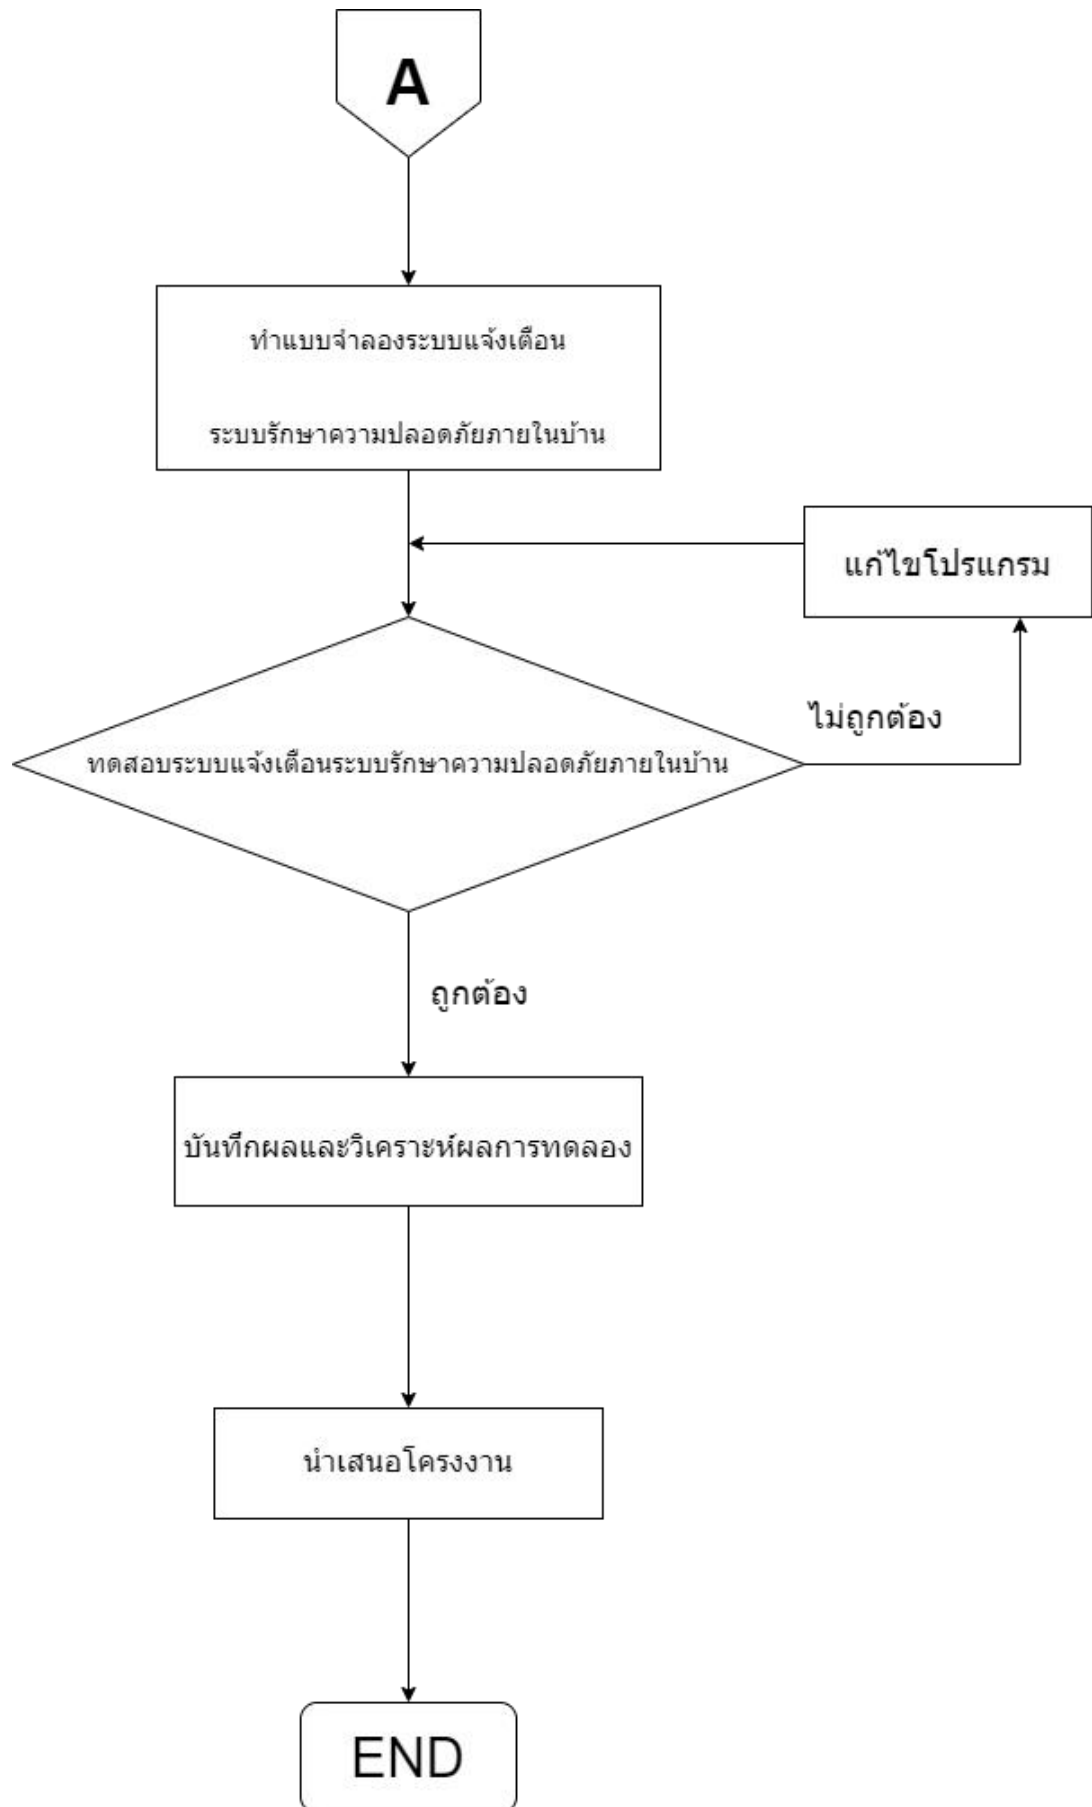 A
ทำแบบจำลองระบบแจ้งเตือน
ระบบรักษาความปลอดภัยภายในบ้าน
แก้ไขโปรแกรม
ไม่ถูกต้อง
ทดสอบระบบแจ้งเตือนระบบรักษาความปลอดภัยภายในบ้าน
ถูกต้อง
บันทึกผลและวิเคราะห์ผลการทดลอง
นำเสนอโครงงาน
END